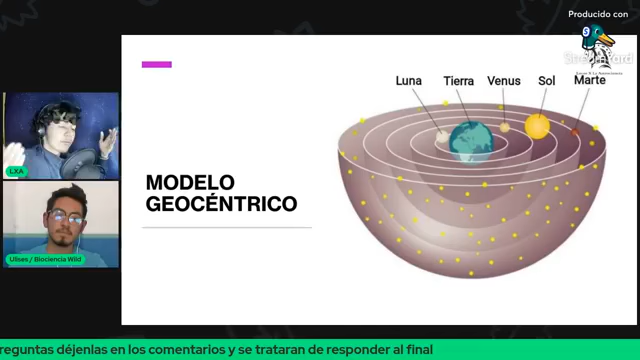 Producido con
StreamYard
Luna
Tierra
Venus
Sol
Marte
LXA
MODELO
GEOCÉNTRICO
Ulises / Biociencia Wild
reguntas déjenlas en los comentarios y se trataran de responder al final